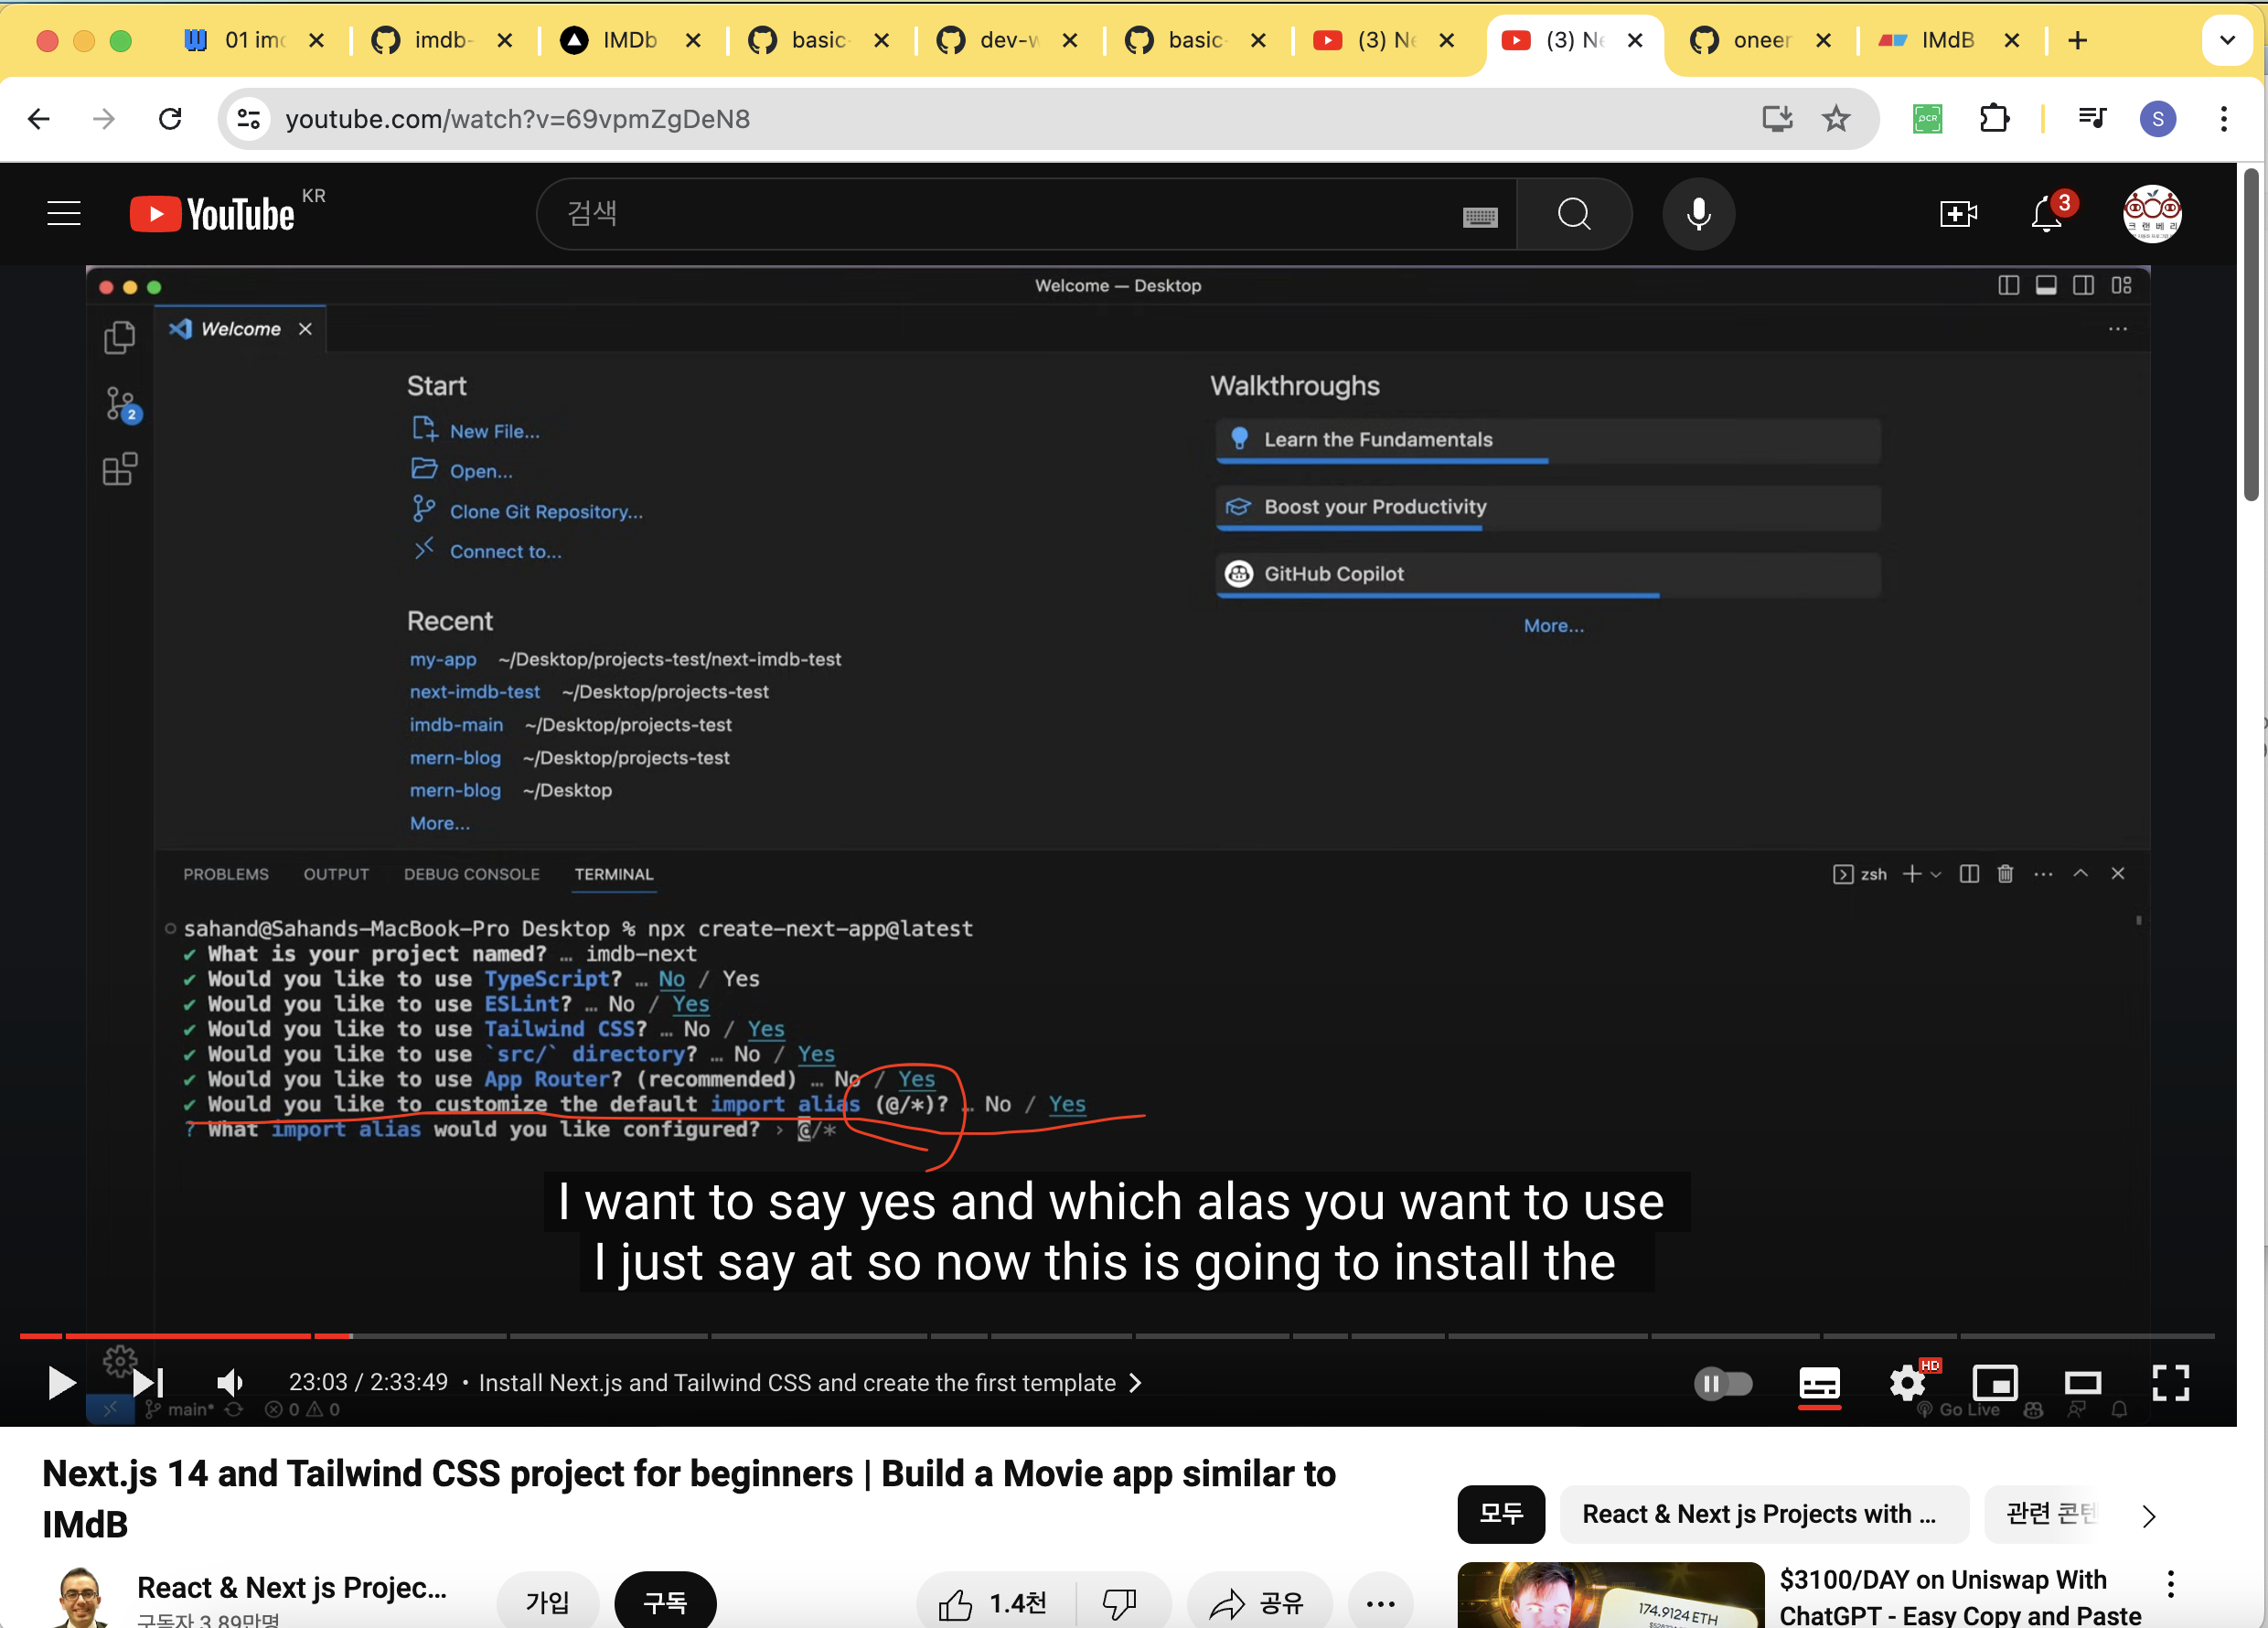 01 imd
imdb-
IMDb
basic-
dev-w
basic-
(3) Ne
(3) Ne
oneer
IMdB
youtube.com/watch?v=69vpmZgDeN8
OCR
S
YouTube KR
검색
3
크랜베리
Welcome — Desktop
Welcome
2
Start
New File...
Open...
Clone Git Repository...
Connect to...
Walkthroughs
Learn the Fundamentals
Boost your Productivity
GitHub Copilot
More...
Recent
my-app ~/Desktop/projects-test/next-imdb-test
next-imdb-test ~/Desktop/projects-test
imdb-main ~/Desktop/projects-test
mern-blog ~/Desktop/projects-test
mern-blog ~/Desktop
More...
PROBLEMS OUTPUT DEBUG CONSOLE TERMINAL
zsh
sahand@Sahands-MacBook-Pro Desktop % npx create-next-app@latest
✔ What is your project named? … imdb-next
✔ Would you like to use TypeScript? … No / Yes
✔ Would you like to use ESLint? … No / Yes
✔ Would you like to use Tailwind CSS? … No / Yes
✔ Would you like to use `src/` directory? … No / Yes
✔ Would you like to use App Router? (recommended) … No / Yes
✔ Would you like to customize the default import alias (@/*)? … No / Yes
? What import alias would you like configured? › @/*
I want to say yes and which alas you want to use
I just say at so now this is going to install the
23:03 / 2:33:49 • Install Next.js and Tailwind CSS and create the first template
HD
main* 0 0
Go Live
Next.js 14 and Tailwind CSS project for beginners | Build a Movie app similar to
IMdB
모두
React & Next js Projects with ...
관련 콘텐
React & Next js Projec...
구독자 3.89만명
가입
구독
1.4천
공유
174.9124 ETH
$3100/DAY on Uniswap With
ChatGPT - Easy Copy and Paste